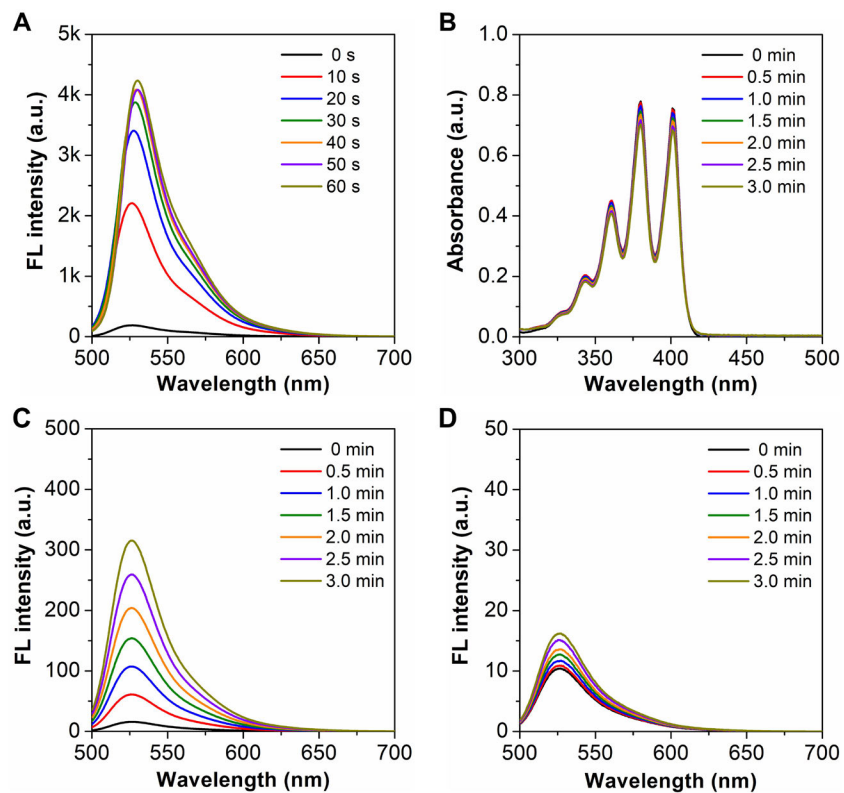 A
FL intensity (a.u.)
5k
4k
3k
2k
1k
0
500 550 600 650 700
Wavelength (nm)
0 s
10 s
20 s
30 s
40 s
50 s
60 s
B
Absorbance (a.u.)
1.0
0.8
0.6
0.4
0.2
0.0
300 350 400 450 500
Wavelength (nm)
0 min
0.5 min
1.0 min
1.5 min
2.0 min
2.5 min
3.0 min
C
FL intensity (a.u.)
500
400
300
200
100
0
500 550 600 650 700
Wavelength (nm)
0 min
0.5 min
1.0 min
1.5 min
2.0 min
2.5 min
3.0 min
D
FL intensity (a.u.)
50
40
30
20
10
0
500 550 600 650 700
Wavelength (nm)
0 min
0.5 min
1.0 min
1.5 min
2.0 min
2.5 min
3.0 min